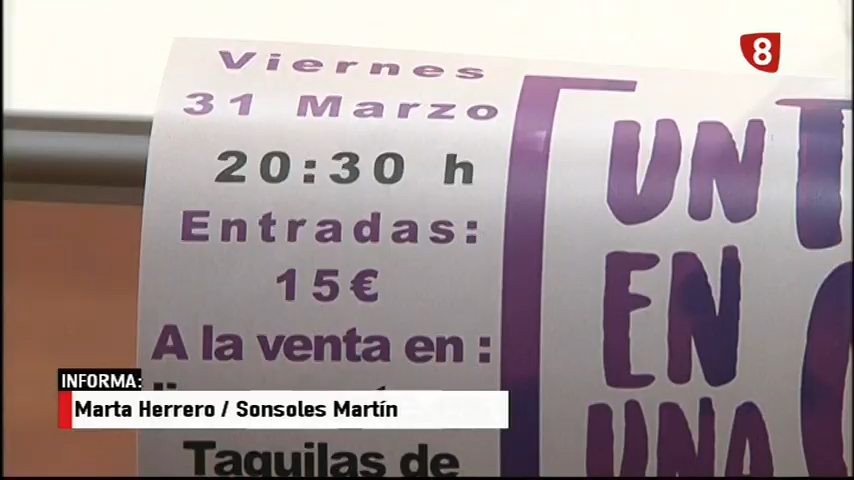 8
Viernes
31 Marzo
20:30 h
Entradas:
15€
A la venta en :
Taquilas de
UN
EN
UNA
INFORMA:
Marta Herrero / Sonsoles Martín